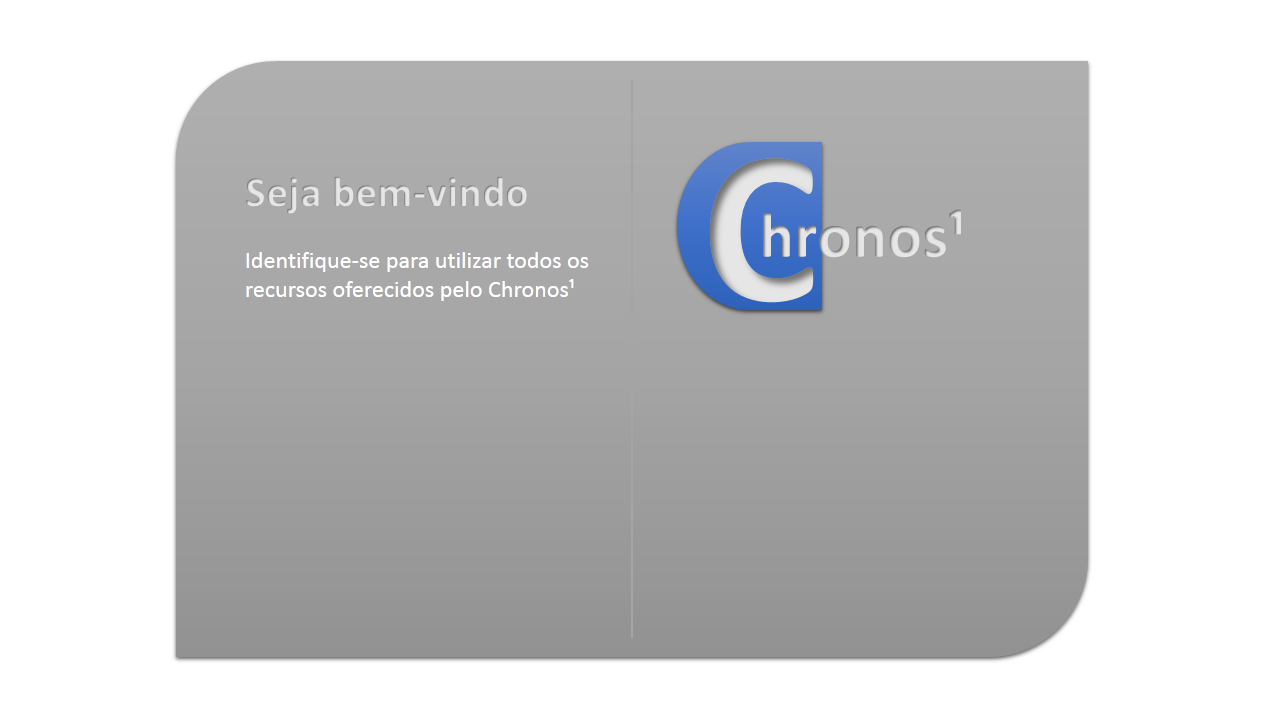 Seja bem-vindo
Identifique-se para utilizar todos os
recursos oferecidos pelo Chronos¹
Chronos¹